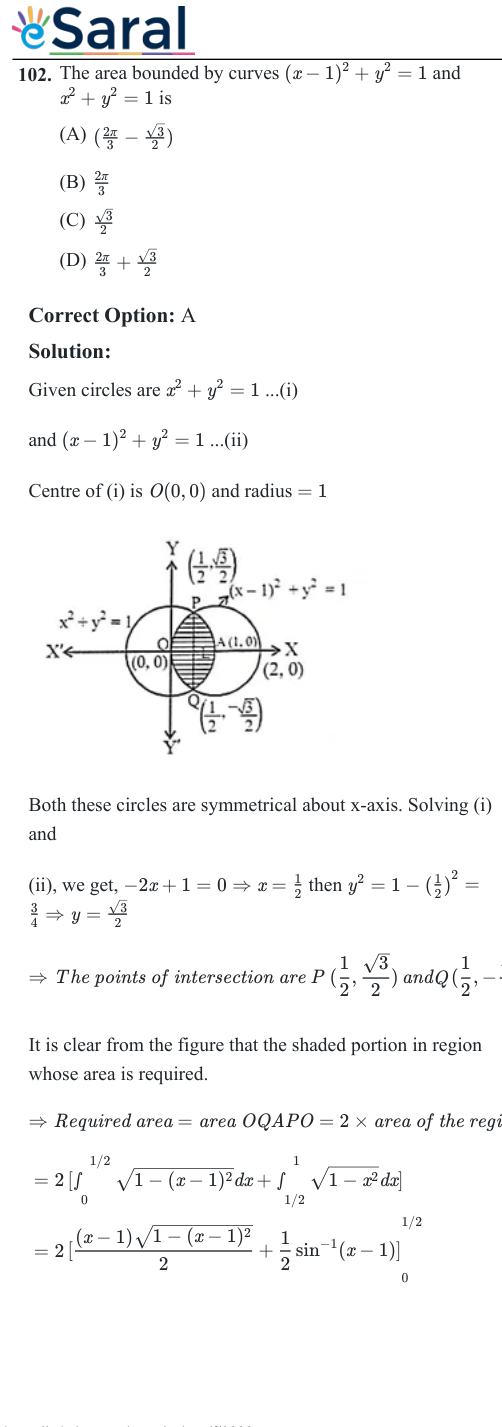 eSaral
102. The area bounded by curves (x − 1)² + y² = 1 and
x² + y² = 1 is
(A) (2π/3 − √3/2)
(B) 2π/3
(C) √3/2
(D) 2π/3 + √3/2
Correct Option: A
Solution:
Given circles are x² + y² = 1 ...(i)
and (x − 1)² + y² = 1 ...(ii)
Centre of (i) is O(0, 0) and radius = 1
Y (1/2, √3/2)
P (x − 1)² + y² = 1
x² + y² = 1
X' O A (1, 0) X
(0, 0) L (2, 0)
Q (1/2, −√3/2)
Y'
Both these circles are symmetrical about x-axis. Solving (i)
and
(ii), we get, −2x + 1 = 0 ⇒ x = 1/2 then y² = 1 − (1/2)² =
3/4 ⇒ y = √3/2
⇒ The points of intersection are P (1/2, √3/2) andQ(1/2, −
It is clear from the figure that the shaded portion in region
whose area is required.
⇒ Required area = area OQAPO = 2 × area of the regi
= 2 [∫₀^1/2 √(1 − (x − 1)²) dx + ∫_1/2^1 √(1 − x²) dx]
= 2 [(x − 1)√(1 − (x − 1)²)/2 + 1/2 sin⁻¹(x − 1)]₀^1/2